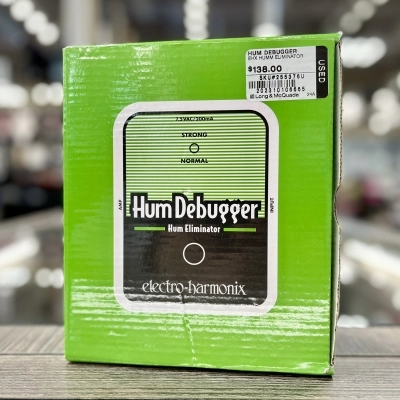 HUM DEBUGGER
EHX HUMM ELIMINATOR
$138.00
SKU#255376U
Long & McQuade
USED
7.5VAC/200mA
STRONG
NORMAL
AMP
INPUT
Hum Debugger
Hum Eliminator
electro-harmonix